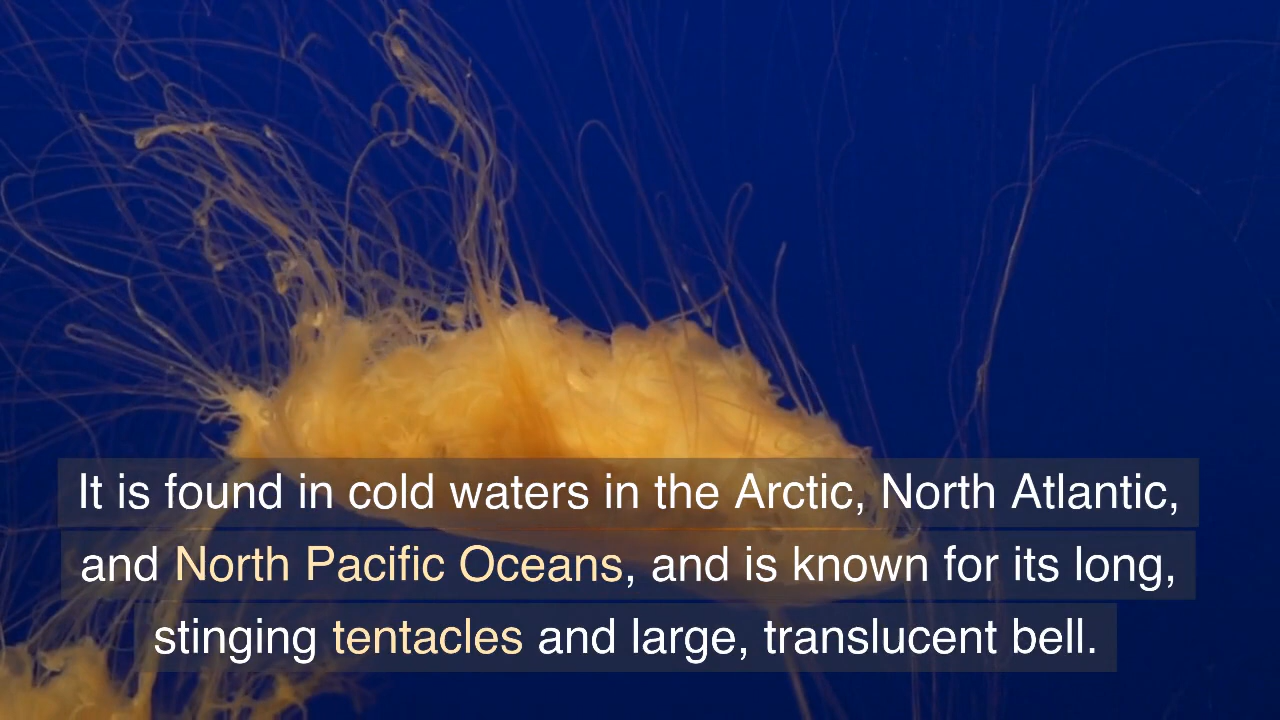 It is found in cold waters in the Arctic, North Atlantic,
and North Pacific Oceans, and is known for its long,
stinging tentacles and large, translucent bell.